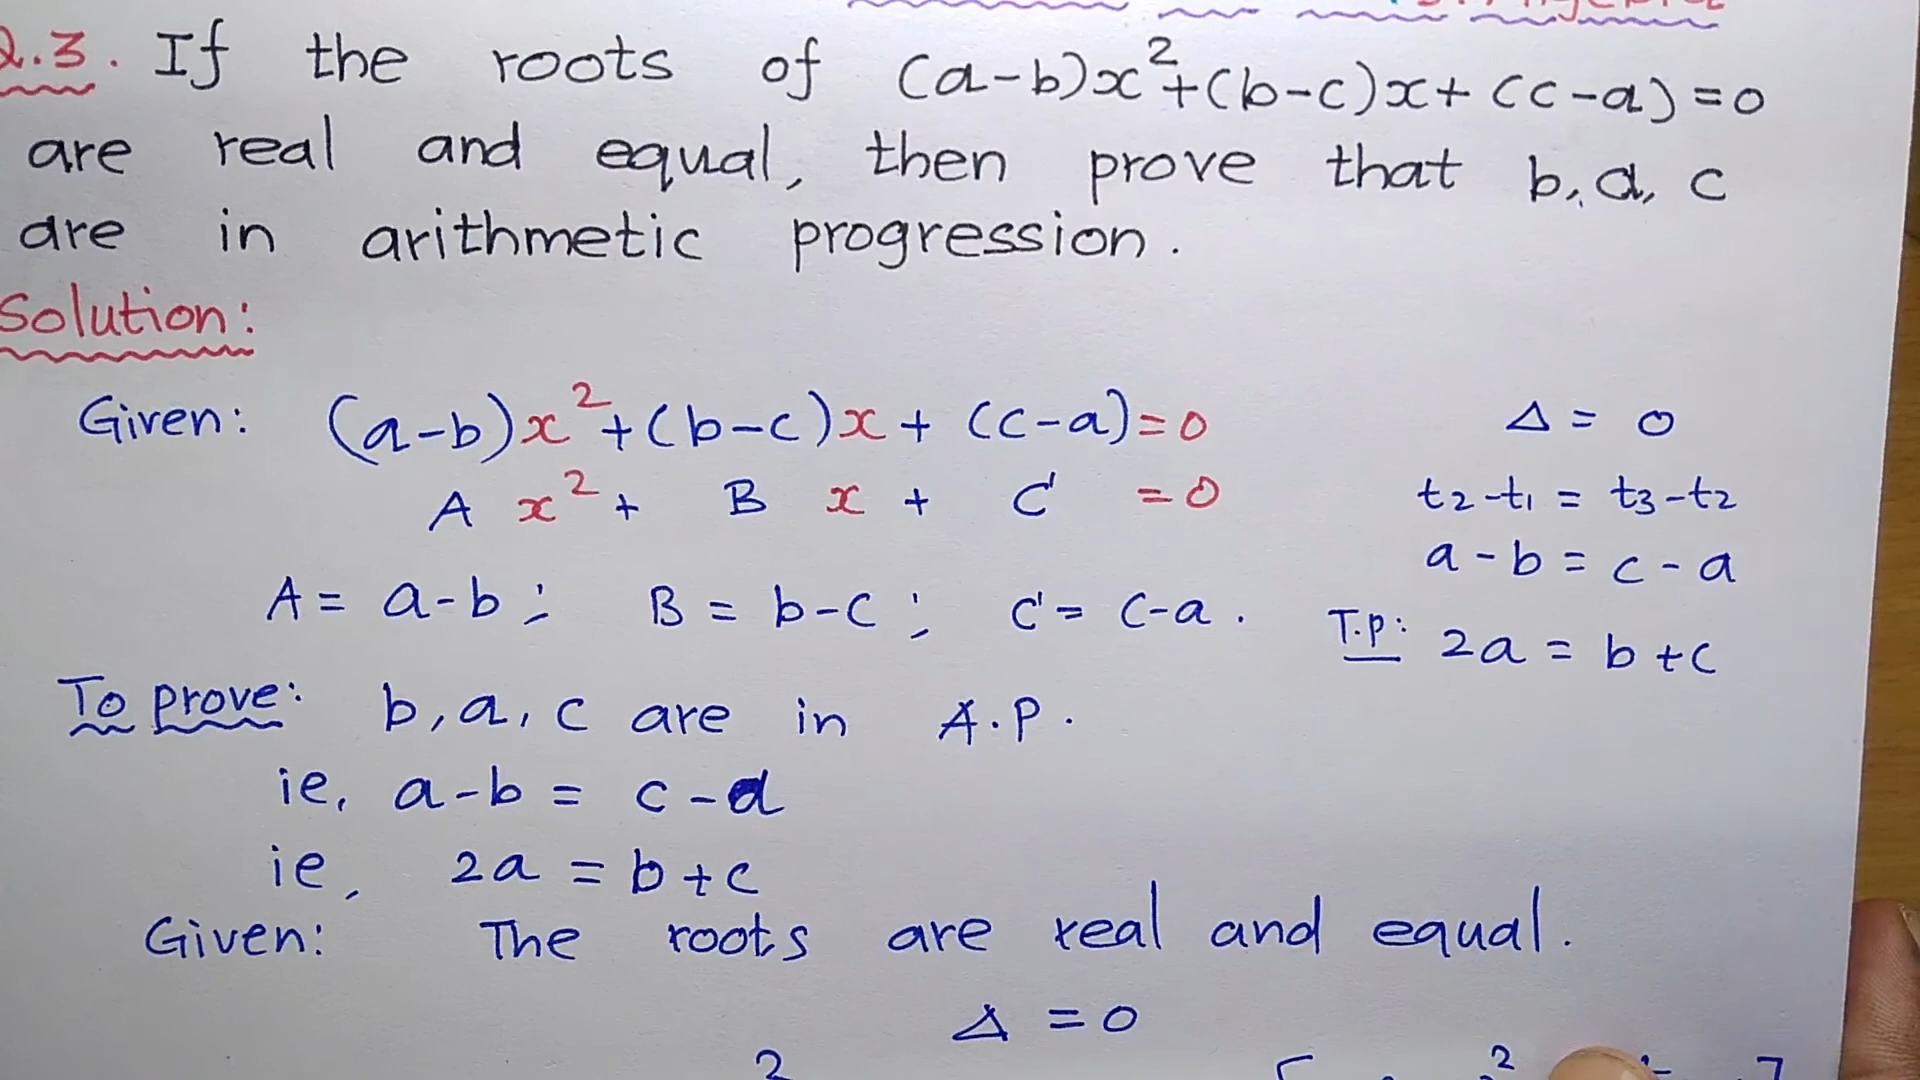 2.3. If the roots of (a-b)x²+(b-c)x+(c-a)=0
are real and equal, then prove that b, a, c
are in arithmetic progression.
Solution:
Given: (a-b)x²+(b-c)x+(c-a)=0
A x²+ B x + C =0
A = a-b; B = b-c; C = c-a.
To prove: b, a, c are in A.P.
ie, a-b = c-a
ie, 2a = b+c
Given: The roots are real and equal.
Δ = 0
Δ = 0
t2-t1 = t3-t2
a-b = c-a
T.P: 2a = b+c